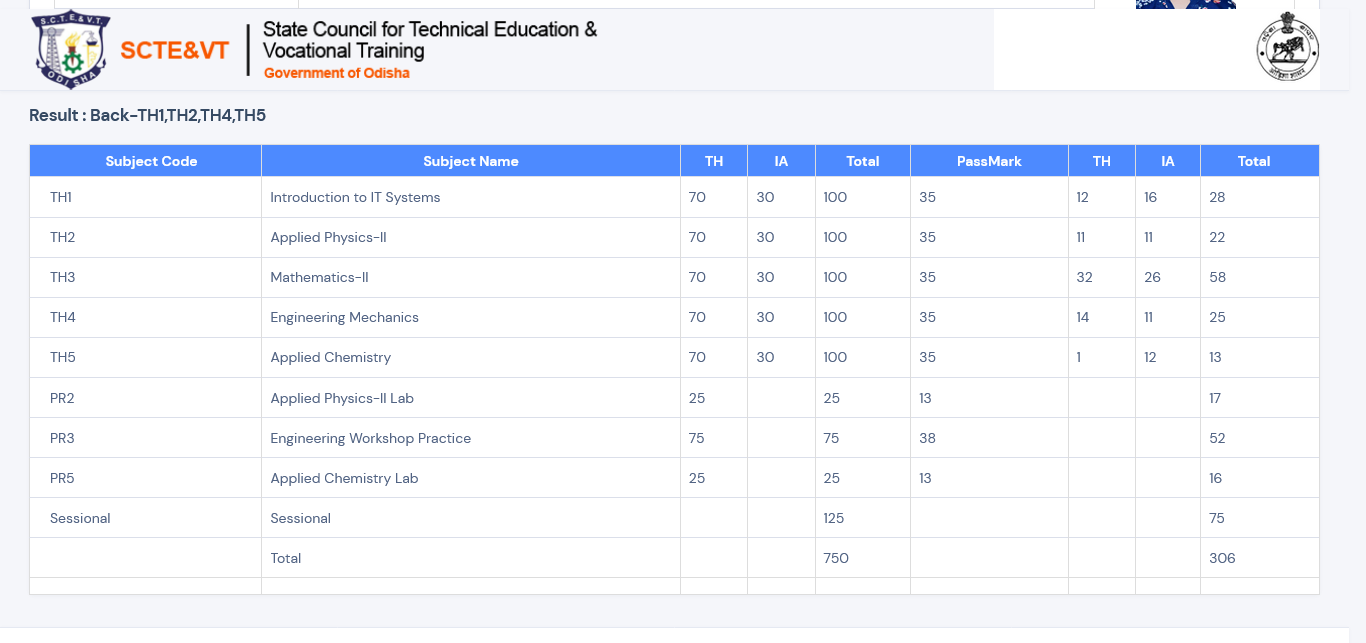 S.C.T.E.&V.T.
ODISHA
SCTE&VT
State Council for Technical Education &
Vocational Training
Government of Odisha
Result : Back-TH1,TH2,TH4,TH5
Subject Code Subject Name TH IA Total PassMark TH IA Total
TH1 Introduction to IT Systems 70 30 100 35 12 16 28
TH2 Applied Physics-II 70 30 100 35 11 11 22
TH3 Mathematics-II 70 30 100 35 32 26 58
TH4 Engineering Mechanics 70 30 100 35 14 11 25
TH5 Applied Chemistry 70 30 100 35 1 12 13
PR2 Applied Physics-II Lab 25 25 13 17
PR3 Engineering Workshop Practice 75 75 38 52
PR5 Applied Chemistry Lab 25 25 13 16
Sessional Sessional 125 75
Total 750 306